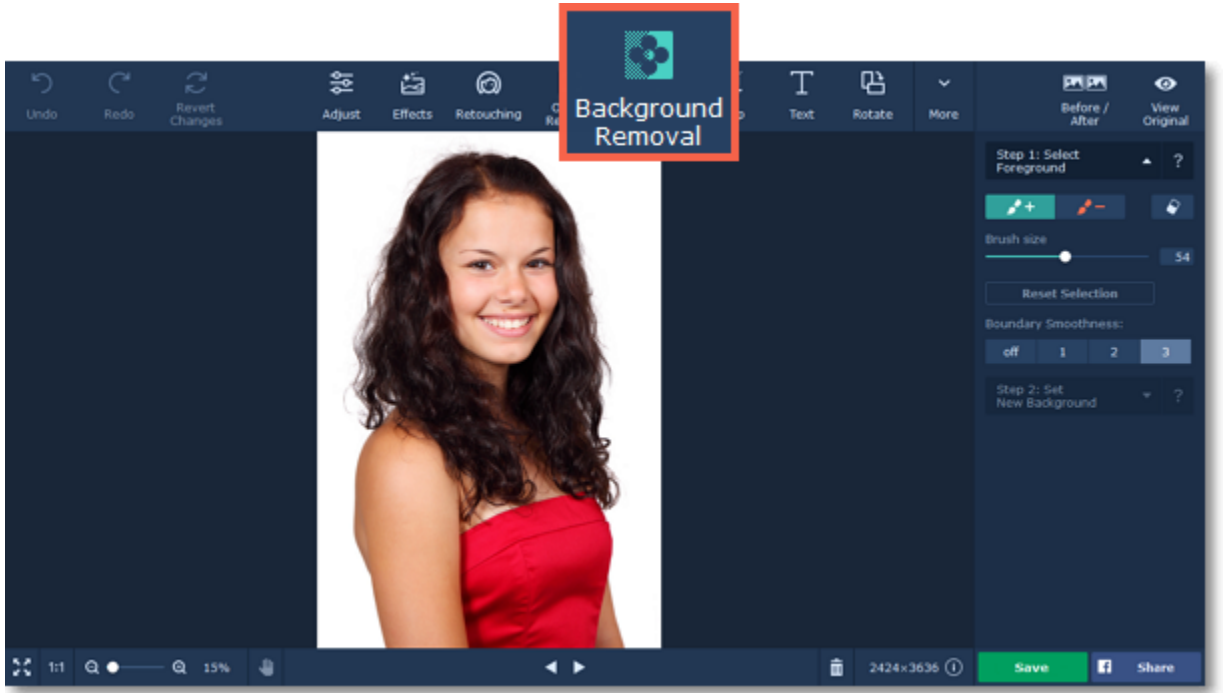 Undo
Redo
Revert
Changes
Adjust
Effects
Retouching
Background
Removal
Text
Rotate
More
Before /
After
View
Original
Step 1: Select
Foreground
?
+
−
Brush size
54
Reset Selection
Boundary Smoothness:
off 1 2 3
Step 2: Set
New Background
?
1:1
15%
2424×3636
Save
Share